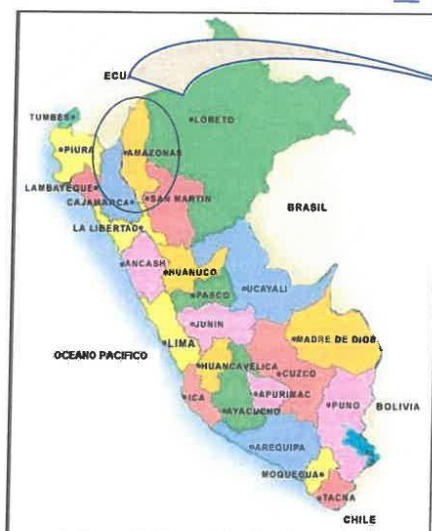 ECUA
TUMBES
LORETO
PIURA
AMAZONAS
LAMBAYEQUE
CAJAMARCA
SAN MARTIN
BRASIL
LA LIBERTAD
ANCASH
HUANUCO
PASCO
UCAYALI
JUNIN
LIMA
MADRE DE DIOS
OCEANO PACIFICO
HUANCAVELICA
CUZCO
ICA
APURIMAC
PUNO
BOLIVIA
AYACUCHO
AREQUIPA
MOQUEGUA
TACNA
CHILE